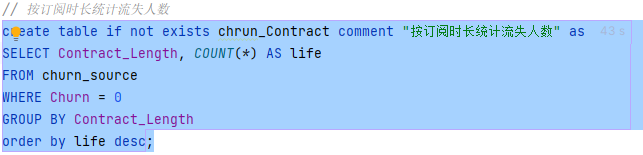 // 按订阅时长统计流失人数
create table if not exists chrun_Contract comment "按订阅时长统计流失人数" as 43 s
SELECT Contract_Length, COUNT(*) AS life
FROM churn_source
WHERE Churn = 0
GROUP BY Contract_Length
order by life desc;